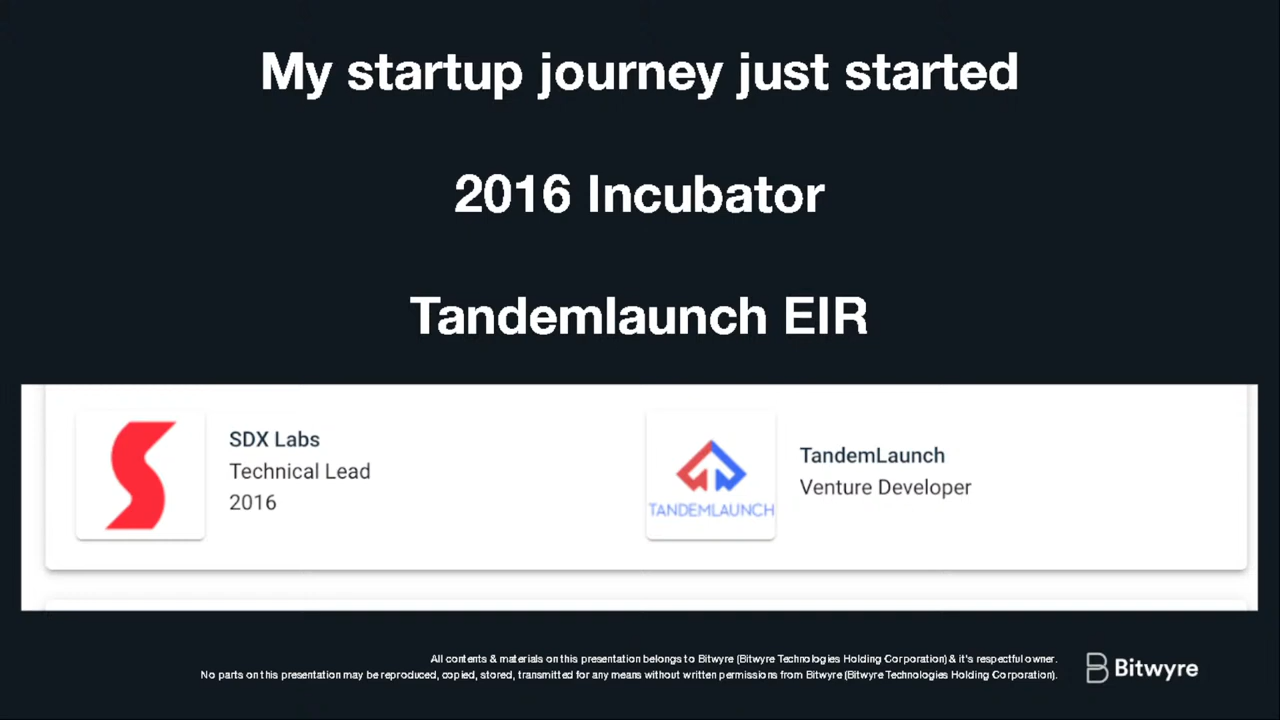 My startup journey just started
2016 Incubator
Tandemlaunch EIR
SDX Labs
Technical Lead
2016
TANDEMLAUNCH
TandemLaunch
Venture Developer
All contents & materials on this presentation belongs to Bitwyre (Bitwyre Technologies Holding Corporation) & it's respectful owner.
No parts on this presentation may be reproduced, copied, stored, transmitted for any means without written permissions from Bitwyre (Bitwyre Technologies Holding Corporation).
Bitwyre